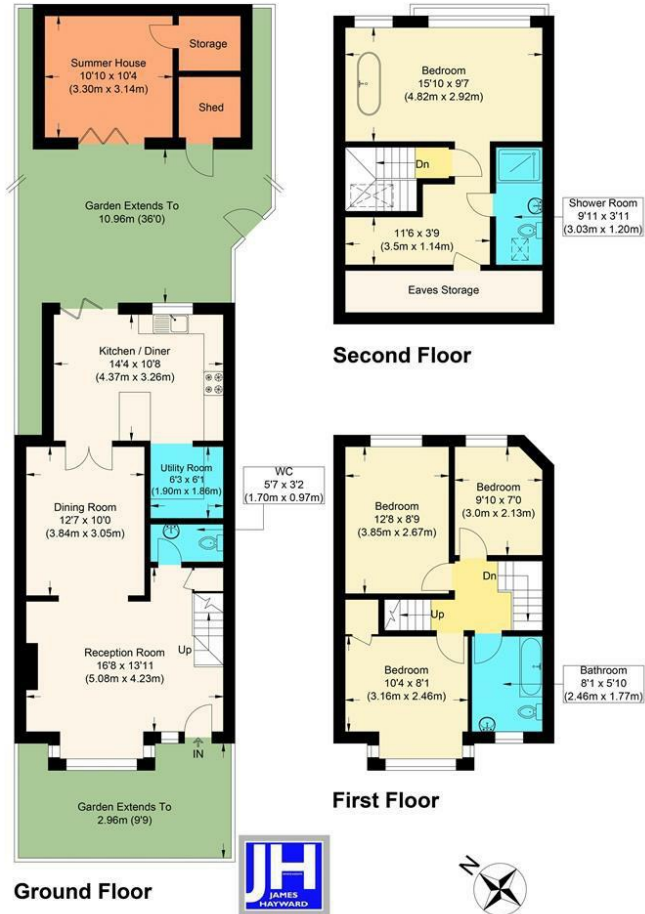 Summer House
10'10 x 10'4
(3.30m x 3.14m)
Storage
Shed
Garden Extends To
10.96m (36'0)
Kitchen / Diner
14'4 x 10'8
(4.37m x 3.26m)
Utility Room
6'3 x 6'1
(1.90m x 1.86m)
WC
5'7 x 3'2
(1.70m x 0.97m)
Dining Room
12'7 x 10'0
(3.84m x 3.05m)
Reception Room
16'8 x 13'11
(5.08m x 4.23m)
Up
IN
Garden Extends To
2.96m (9'9)
Ground Floor
Bedroom
15'10 x 9'7
(4.82m x 2.92m)
Dn
Shower Room
9'11 x 3'11
(3.03m x 1.20m)
11'6 x 3'9
(3.5m x 1.14m)
Eaves Storage
Second Floor
Bedroom
12'8 x 8'9
(3.85m x 2.67m)
Bedroom
9'10 x 7'0
(3.0m x 2.13m)
Dn
Up
Bedroom
10'4 x 8'1
(3.16m x 2.46m)
Bathroom
8'1 x 5'10
(2.46m x 1.77m)
First Floor
JH
JAMES
HAYWARD
N